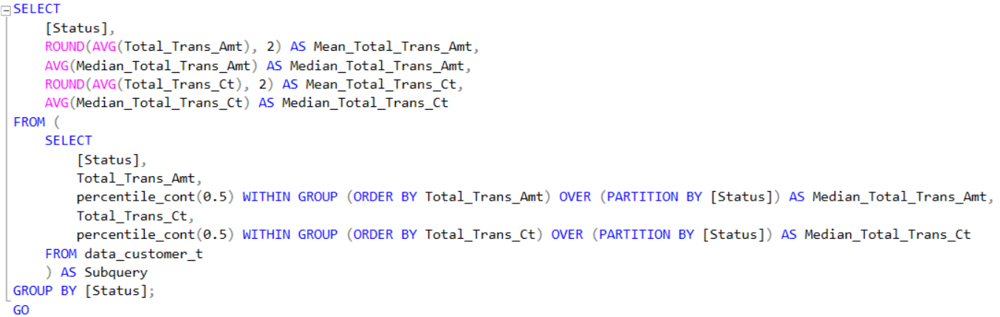 SELECT
    [Status],
    ROUND(AVG(Total_Trans_Amt), 2) AS Mean_Total_Trans_Amt,
    AVG(Median_Total_Trans_Amt) AS Median_Total_Trans_Amt,
    ROUND(AVG(Total_Trans_Ct), 2) AS Mean_Total_Trans_Ct,
    AVG(Median_Total_Trans_Ct) AS Median_Total_Trans_Ct
FROM (
    SELECT
        [Status],
        Total_Trans_Amt,
        percentile_cont(0.5) WITHIN GROUP (ORDER BY Total_Trans_Amt) OVER (PARTITION BY [Status]) AS Median_Total_Trans_Amt,
        Total_Trans_Ct,
        percentile_cont(0.5) WITHIN GROUP (ORDER BY Total_Trans_Ct) OVER (PARTITION BY [Status]) AS Median_Total_Trans_Ct
    FROM data_customer_t
    ) AS Subquery
GROUP BY [Status];
GO